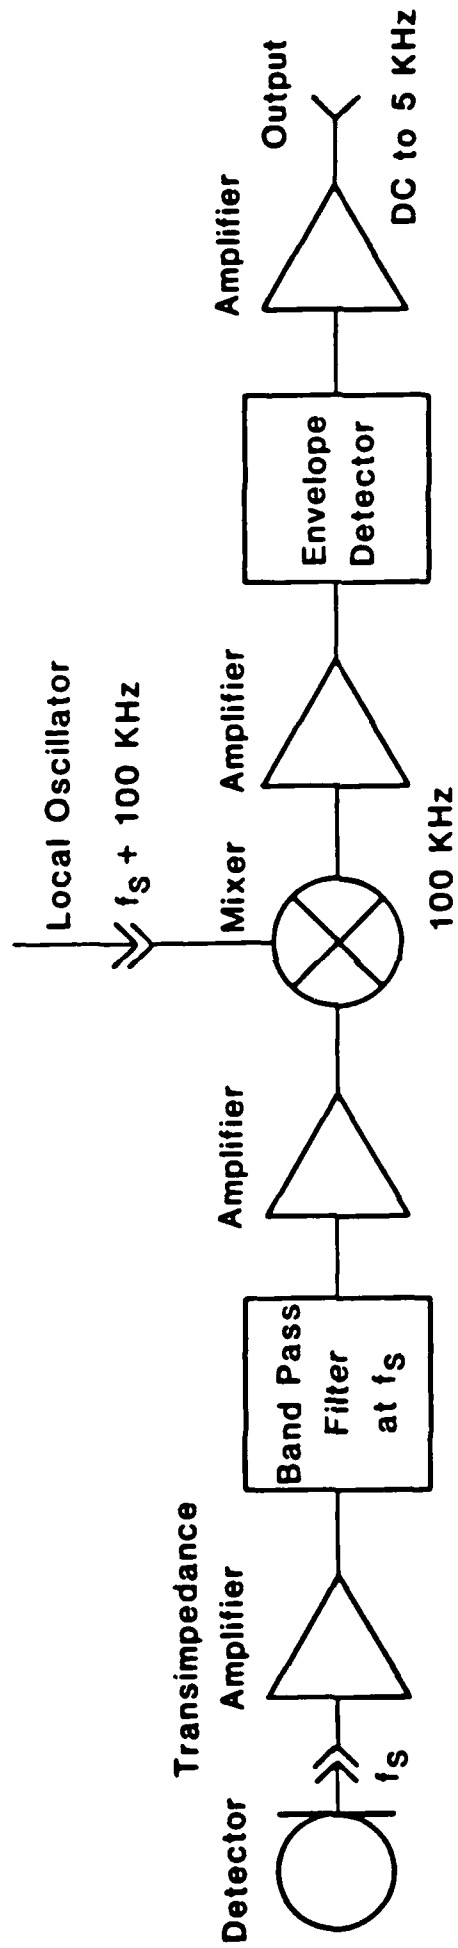 Detector
f_S
Transimpedance
Amplifier
Band Pass
Filter
at f_S
Amplifier
Local Oscillator
f_S + 100 KHz
Mixer
100 KHz
Amplifier
Envelope
Detector
Amplifier
Output
DC to 5 KHz